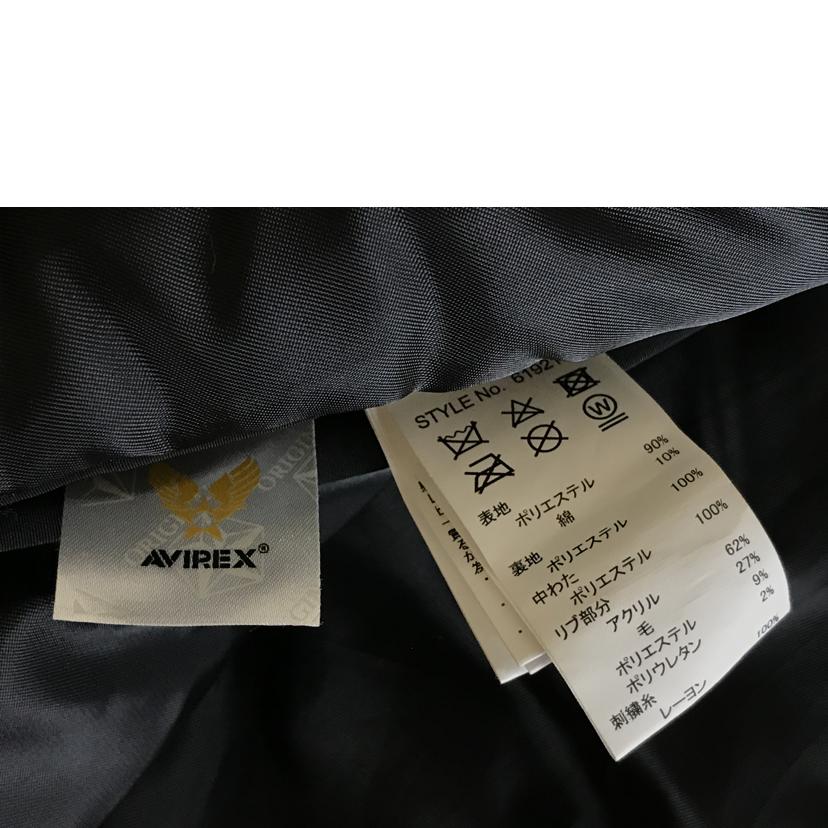 AVIREX®
STYLE No. 61921
W
表地 ポリエステル 90%
綿 10%
裏地 ポリエステル 100%
中わた ポリエステル 100%
リブ部分 アクリル 62%
毛 27%
ポリエステル 9%
ポリウレタン 2%
刺繍糸 レーヨン 100%